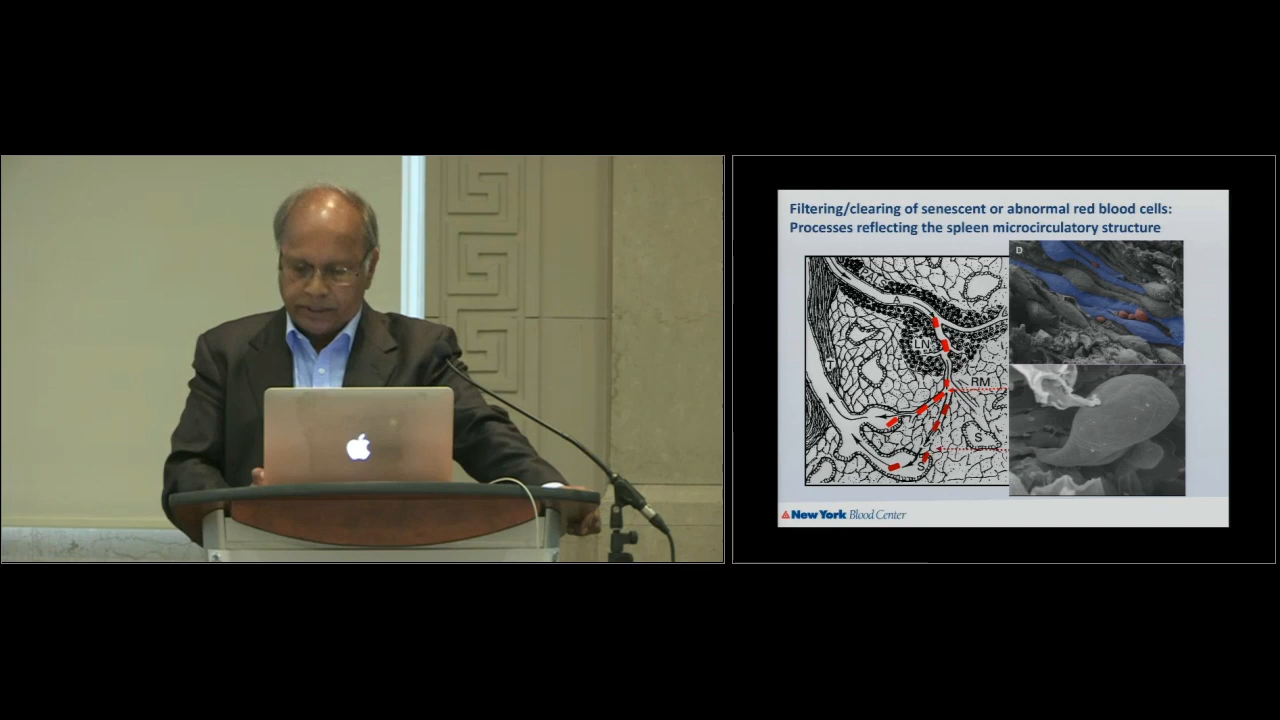 Filtering/clearing of senescent or abnormal red blood cells:
Processes reflecting the spleen microcirculatory structure
D
PALS
A
LN
T
RM
S
S
New York Blood Center